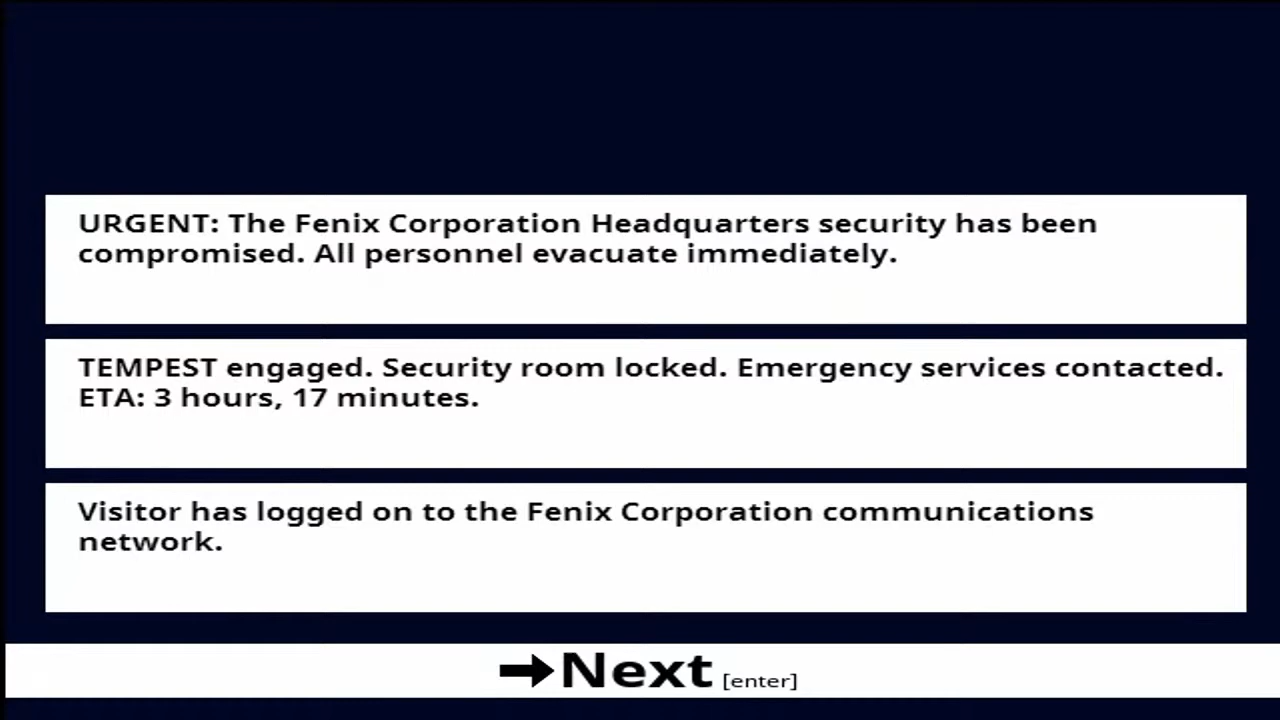 URGENT: The Fenix Corporation Headquarters security has been
compromised. All personnel evacuate immediately.
TEMPEST engaged. Security room locked. Emergency services contacted.
ETA: 3 hours, 17 minutes.
Visitor has logged on to the Fenix Corporation communications
network.
Next [enter]